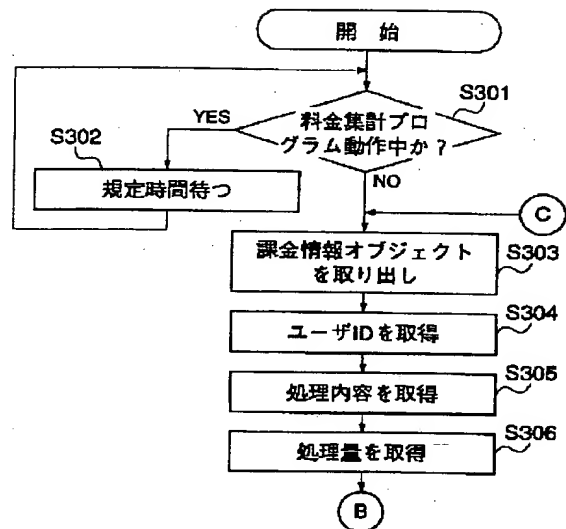 開 始
S301
料金集計プロ
グラム動作中か？
YES
S302
規定時間待つ
NO
C
課金情報オブジェクト
を取り出し
S303
S304
ユーザIDを取得
S305
処理内容を取得
S306
処理量を取得
B